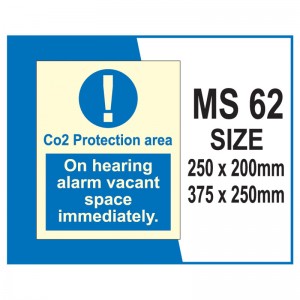 !
Co2 Protection area
On hearing
alarm vacant
space
immediately.
MS 62
SIZE
250 x 200mm
375 x 250mm